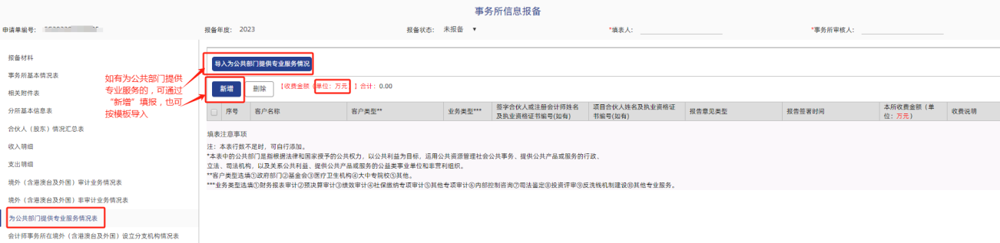 事务所信息报备
申请单编号：
报备年度： 2023
报备状态： 未报备 ▼
*填表人：
*事务所审核人：
报备材料
事务所基本情况表
相关附件表
分所基本信息表
合伙人（股东）情况汇总表
收入明细
支出明细
境外（含港澳台及外国）审计业务情况表
境外（含港澳台及外国）非审计业务情况表
为公共部门提供专业服务情况表
会计师事务所在境外（含港澳台及外国）设立分支机构情况表
如有为公共部门提供
专业服务的，可通过
“新增”填报，也可
按模板导入
导入为公共部门提供专业服务情况
新增
删除
【收费金额（单位：万元）】合计： 0.00
序号
客户名称
客户类型**
业务类型***
签字合伙人或注册会计师姓名
及执业资格证书编号(如有)
项目合伙人姓名及执业资格证
书编号(如有)
报告意见类型
报告签署时间
本所收费金额（单
位：万元）
收费说明
填表注意事项
注：本表行数不足时，可自行添加。
*本表中的公共部门是指根据法律和国家授予的公共权力，以公共利益为目标，运用公共资源管理社会公共事务、提供公共产品或服务的行政、
立法、司法机构，以及关系公共利益、提供公共产品或服务的公益类事业单位和非营利组织。
**客户类型选填①政府部门②基金会③医疗卫生机构④大中专院校⑤其他。
***业务类型选填①财务报表审计②预决算审计③绩效审计④社保缴纳专项审计⑤其他专项审计⑥内部控制咨询⑦司法鉴定⑧投资评审⑨反洗钱机制建设⑩其他专业服务。